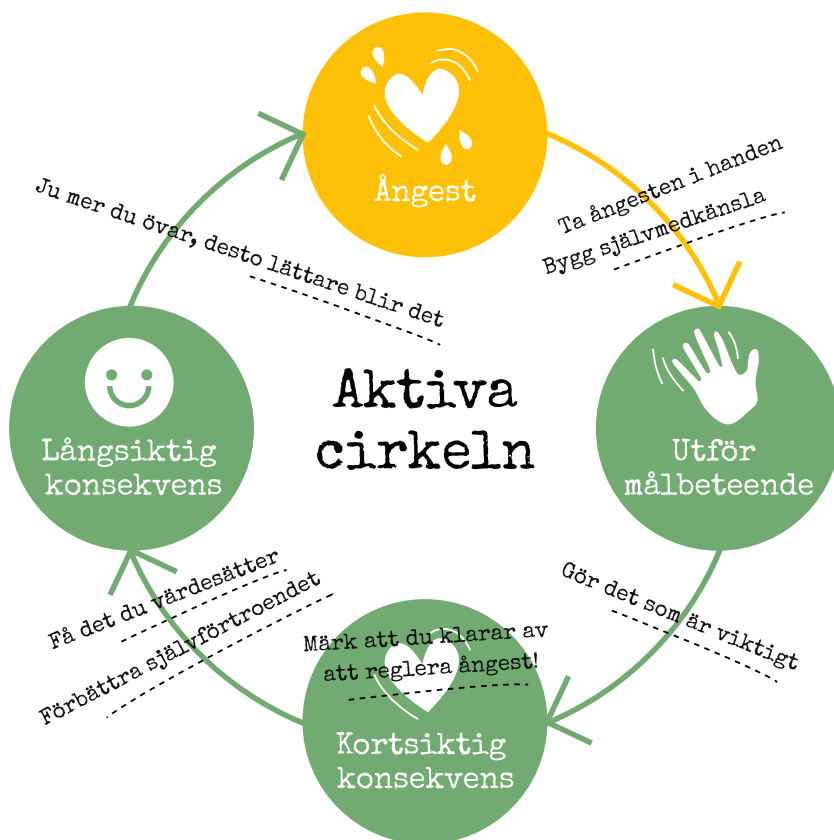 Ångest
Ta ångesten i handen
Bygg självmedkänsla
Ju mer du övar, desto lättare blir det
Aktiva
cirkeln
Långsiktig
konsekvens
Utför
målbeteende
Gör det som är viktigt
Få det du värdesätter
Förbättra självförtroendet
Märk att du klarar av
att reglera ångest!
Kortsiktig
konsekvens